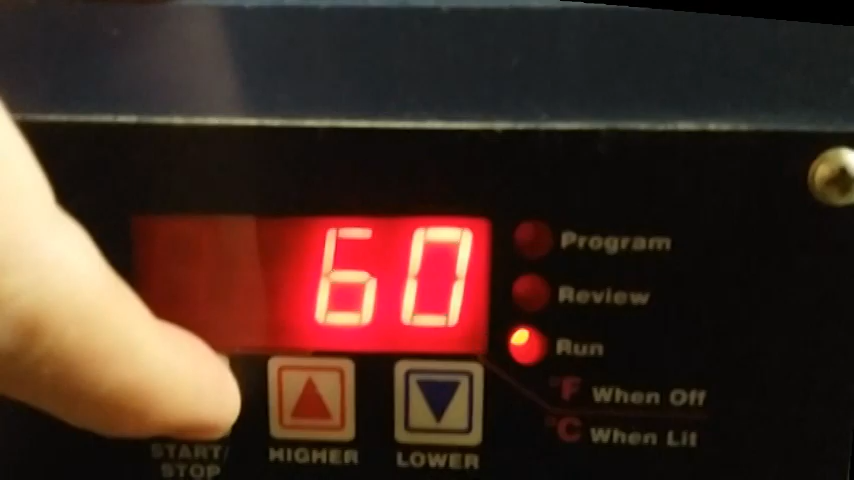 60
Program
Review
Run
°F When Off
°C When Lit
START/
STOP
HIGHER
LOWER